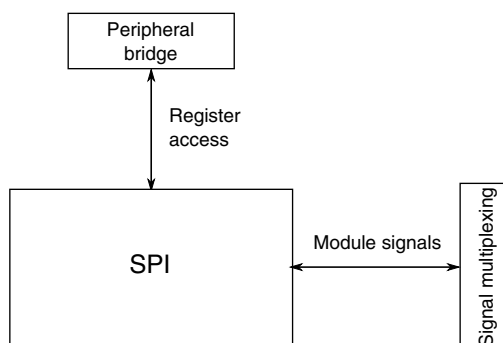 Peripheral
bridge
Register
access
SPI
Module signals
Signal multiplexing